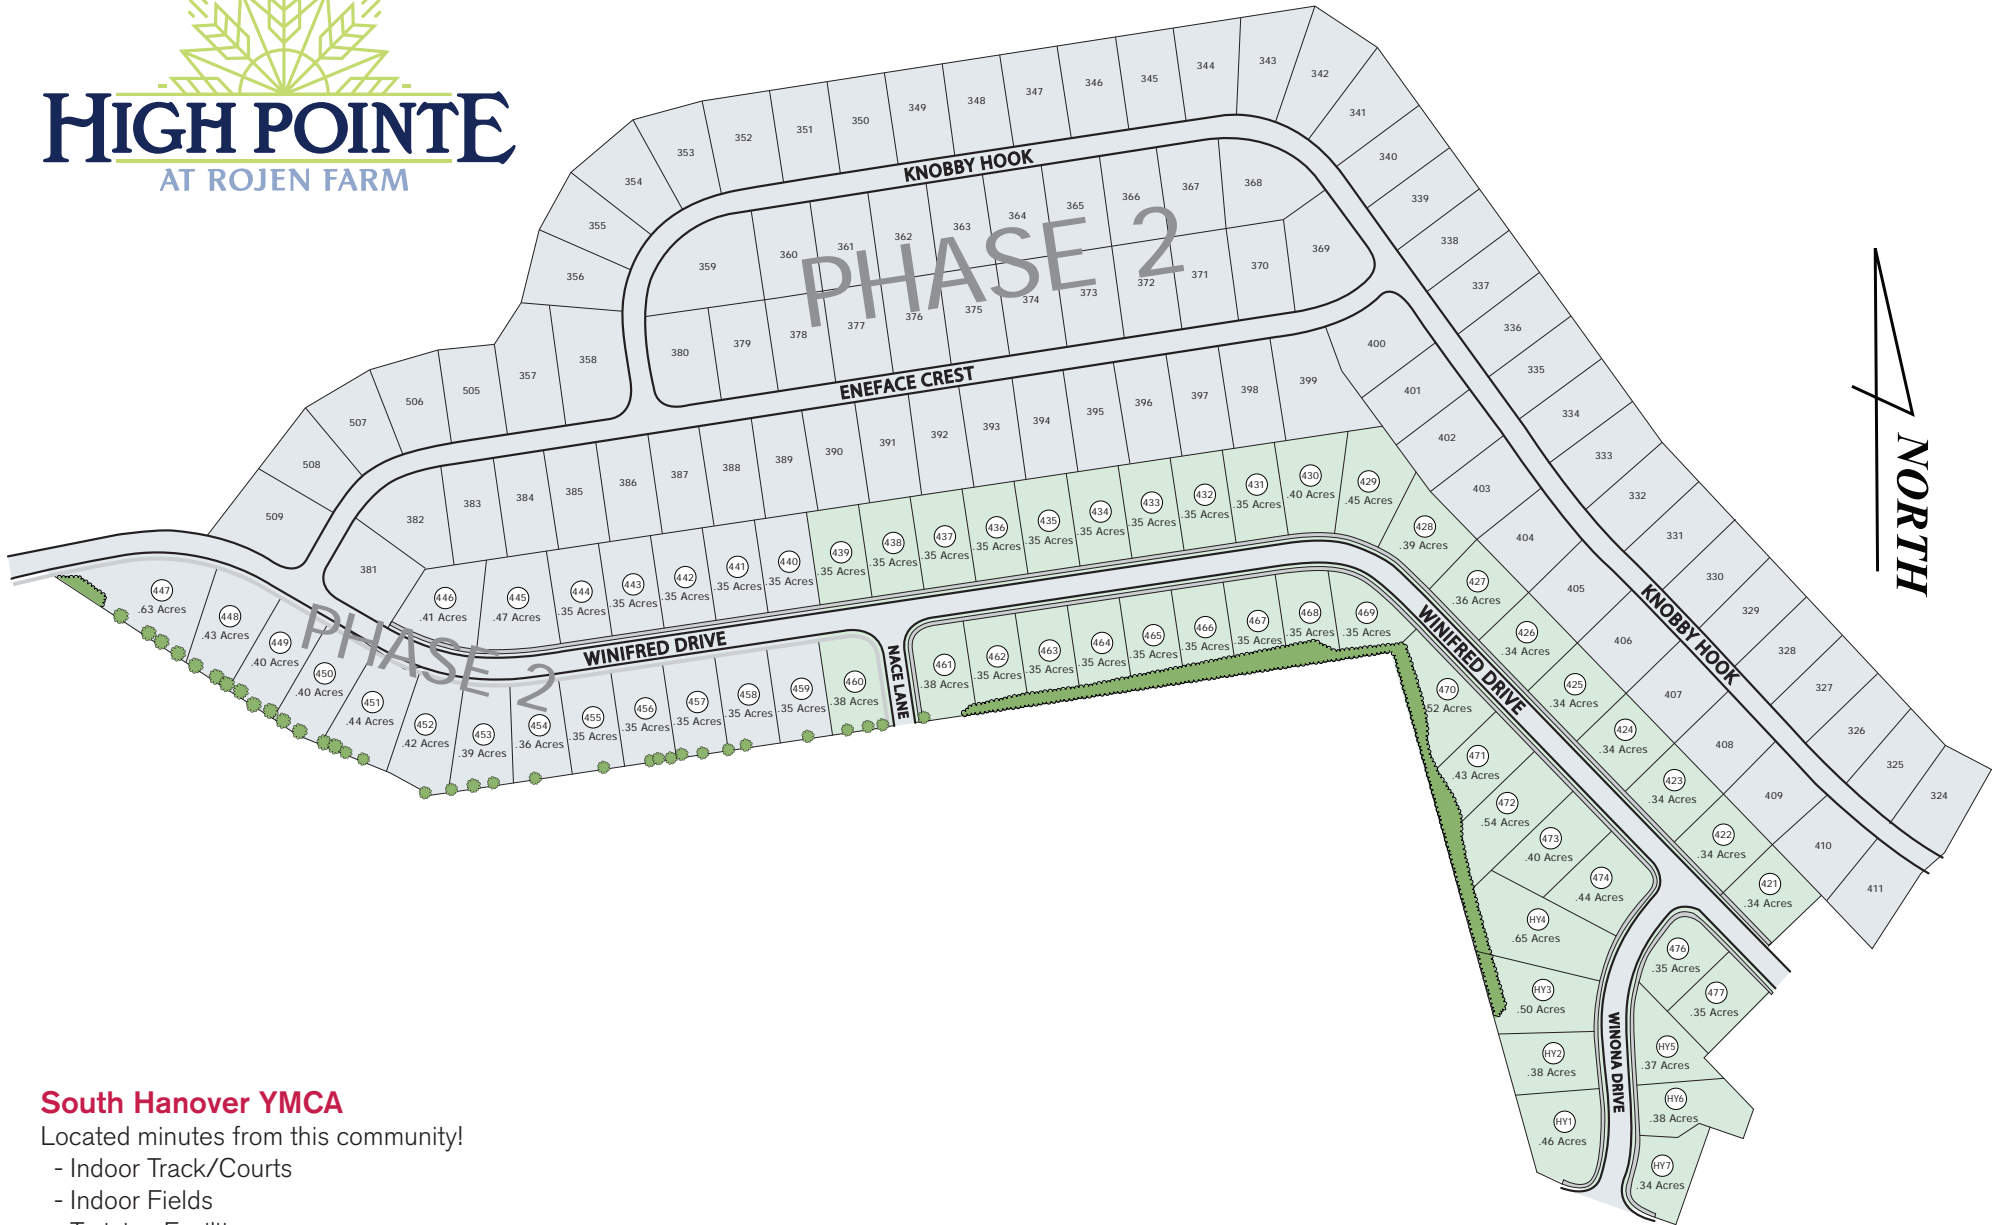 HIGH POINTE
AT ROJEN FARM
343
342
344
345
346
347
348
349
350
351
352
353
354
355
356
341
340
339
338
337
336
335
334
333
332
331
330
329
328
327
326
325
324
KNOBBY HOOK
368
367
366
365
364
363
362
361
360
359
PHASE 2
369
370
371
372
373
374
375
376
377
378
379
380
358
357
505
506
507
508
509
ENEFACE CREST
400
401
402
403
404
405
406
407
408
409
410
411
KNOBBY HOOK
399
398
397
396
395
394
393
392
391
390
389
388
387
386
385
384
383
382
381
NORTH
429
.45 Acres
430
.40 Acres
431
.35 Acres
432
.35 Acres
433
.35 Acres
434
.35 Acres
435
.35 Acres
436
.35 Acres
437
.35 Acres
438
.35 Acres
439
.35 Acres
440
.35 Acres
441
.35 Acres
442
.35 Acres
443
.35 Acres
444
.35 Acres
445
.47 Acres
446
.41 Acres
428
.39 Acres
427
.36 Acres
426
.34 Acres
425
.34 Acres
424
.34 Acres
423
.34 Acres
422
.34 Acres
421
.34 Acres
447
.63 Acres
448
.43 Acres
449
.40 Acres
450
.40 Acres
451
.44 Acres
452
.42 Acres
453
.39 Acres
454
.36 Acres
455
.35 Acres
456
.35 Acres
457
.35 Acres
458
.35 Acres
459
.35 Acres
460
.38 Acres
PHASE 2
WINIFRED DRIVE
NACE LANE
461
.38 Acres
462
.35 Acres
463
.35 Acres
464
.35 Acres
465
.35 Acres
466
.35 Acres
467
.35 Acres
468
.35 Acres
469
.35 Acres
WINIFRED DRIVE
470
.52 Acres
471
.43 Acres
472
.54 Acres
473
.40 Acres
474
.44 Acres
HY4
.65 Acres
HY3
.50 Acres
HY2
.38 Acres
HY1
.46 Acres
WINONA DRIVE
476
.35 Acres
477
.35 Acres
HY5
.37 Acres
HY6
.38 Acres
HY7
.34 Acres
South Hanover YMCA
Located minutes from this community!
- Indoor Track/Courts
- Indoor Fields